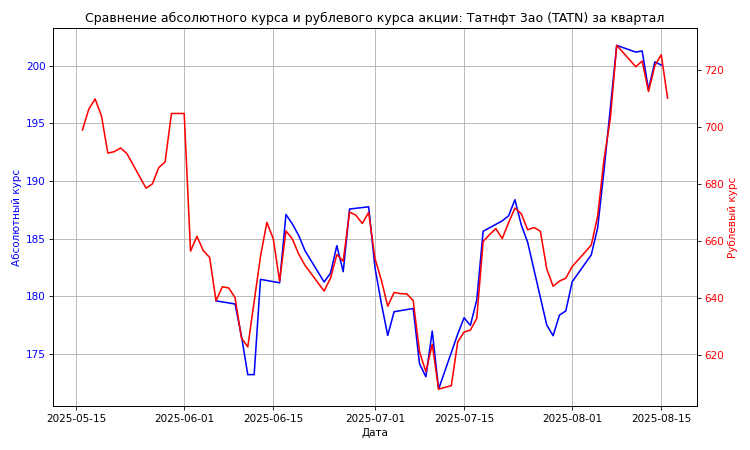 Сравнение абсолютного курса и рублевого курса акции: Татнфт 3ао (TATN) за квартал
Абсолютный курс
200
195
190
185
180
175
720
700
680
660
640
620
Рублевый курс
2025-05-15 2025-06-01 2025-06-15 2025-07-01 2025-07-15 2025-08-01 2025-08-15
Дата